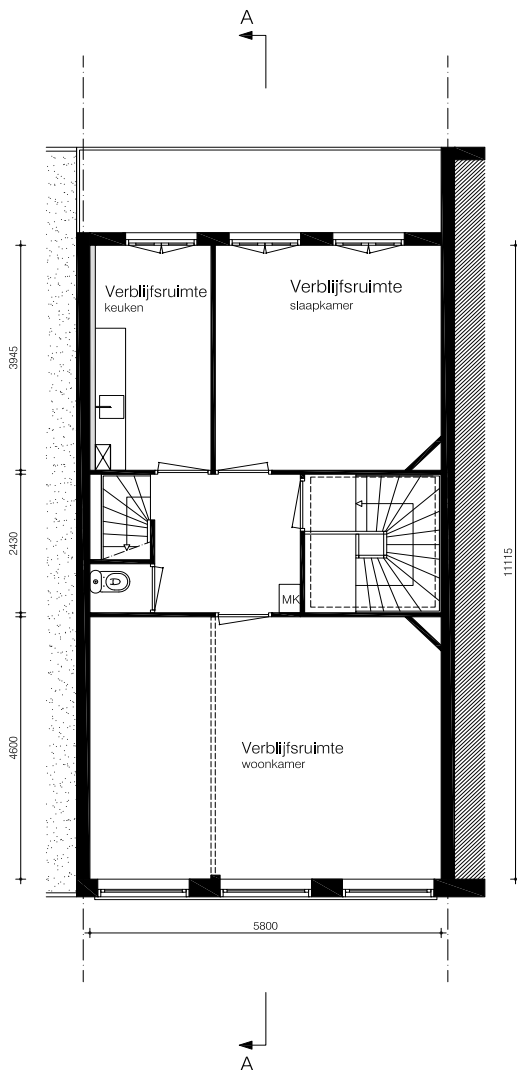 A
Verblijfsruimte
keuken
Verblijfsruimte
slaapkamer
3945
2430
11115
MK
4600
Verblijfsruimte
woonkamer
5800
A